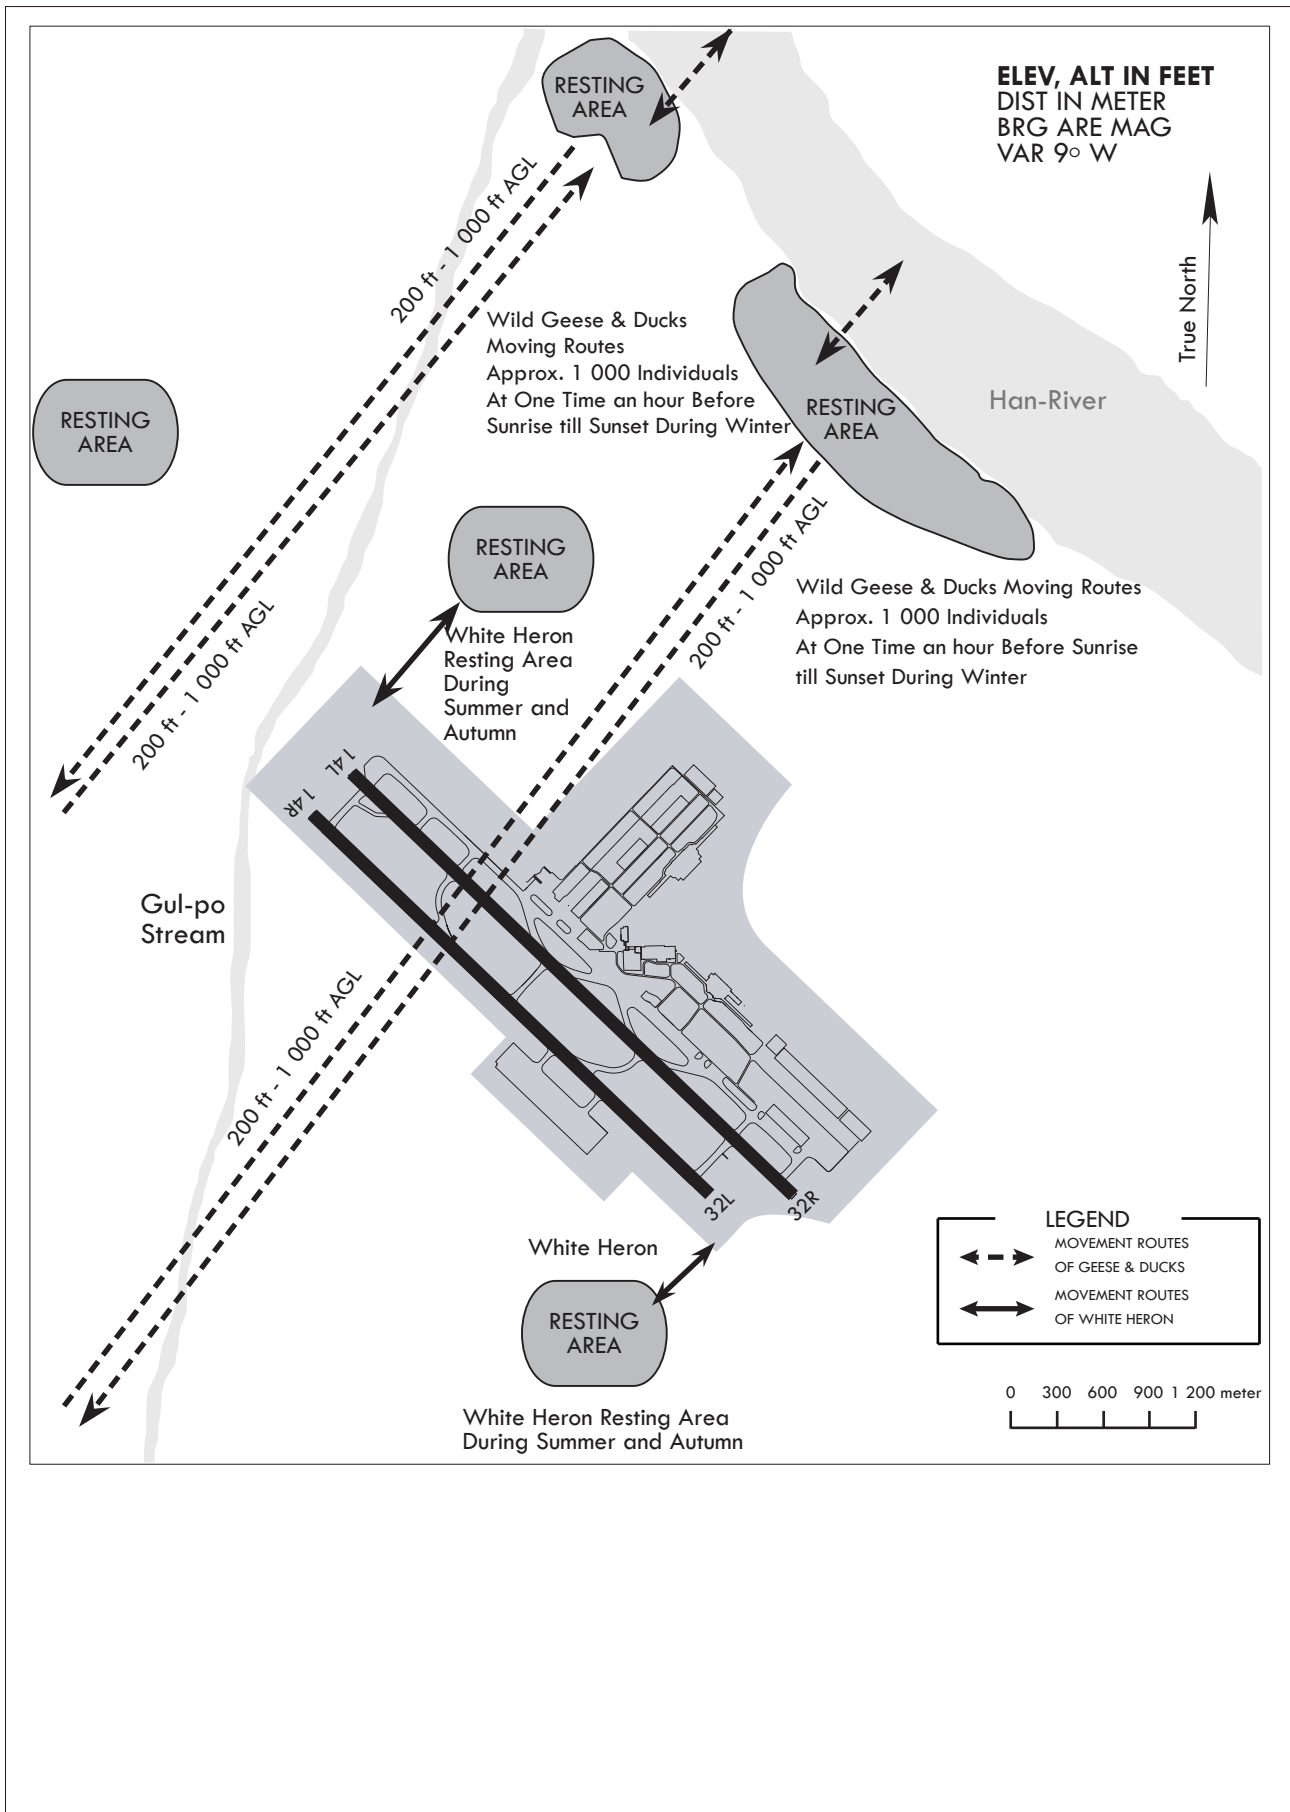 RESTING
AREA
ELEV, ALT IN FEET
DIST IN METER
BRG ARE MAG
VAR 9o W
True North
200 ft - 1 000 ft AGL
Wild Geese & Ducks
Moving Routes
Approx. 1 000 Individuals
At One Time an hour Before
Sunrise till Sunset During Winter
RESTING
AREA
Han-River
RESTING
AREA
RESTING
AREA
200 ft - 1 000 ft AGL
Wild Geese & Ducks Moving Routes
Approx. 1 000 Individuals
At One Time an hour Before Sunrise
till Sunset During Winter
200 ft - 1 000 ft AGL
White Heron
Resting Area
During
Summer and
Autumn
14L
14R
Gul-po
Stream
200 ft - 1 000 ft AGL
32L
32R
White Heron
RESTING
AREA
White Heron Resting Area
During Summer and Autumn
LEGEND
MOVEMENT ROUTES
OF GEESE & DUCKS
MOVEMENT ROUTES
OF WHITE HERON
0 300 600 900 1 200 meter